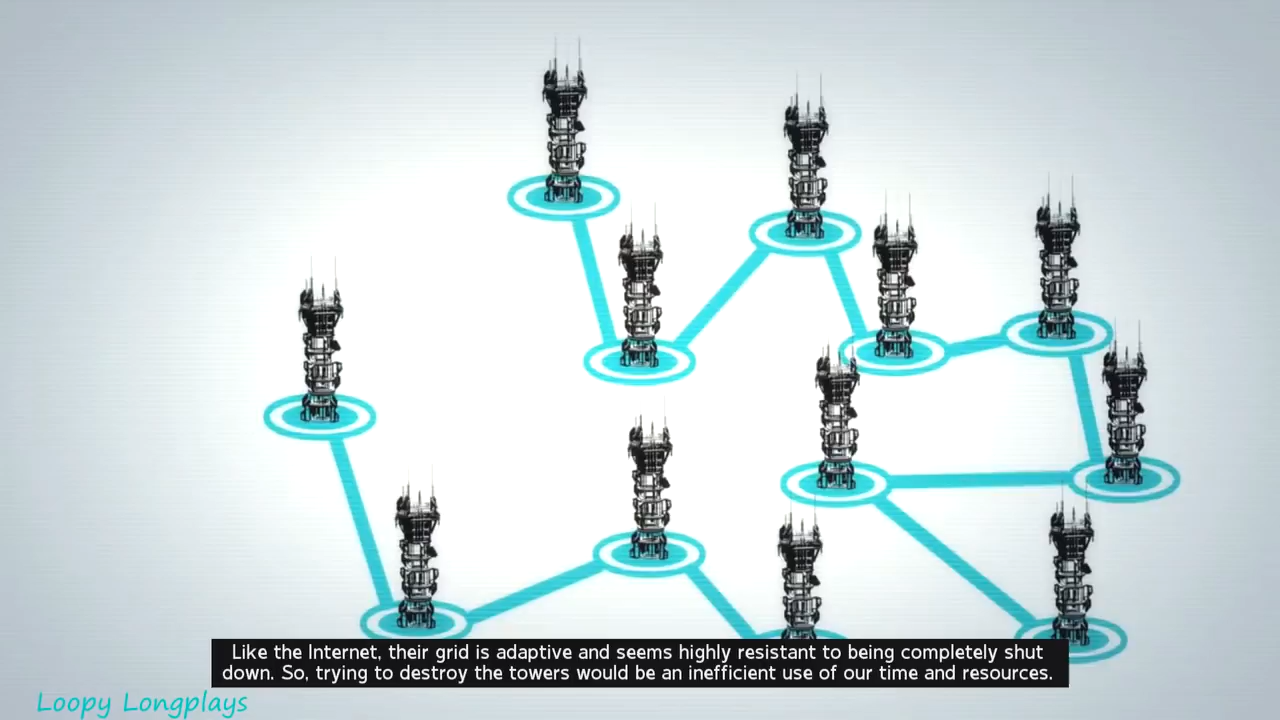 Like the Internet, their grid is adaptive and seems highly resistant to being completely shut
down. So, trying to destroy the towers would be an inefficient use of our time and resources.
Loopy Longplays